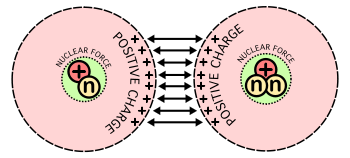 NUCLEAR FORCE
+
n
POSITIVE CHARGE
+ + + + + + + +
+ + + + + + + +
POSITIVE CHARGE
NUCLEAR FORCE
+
n n